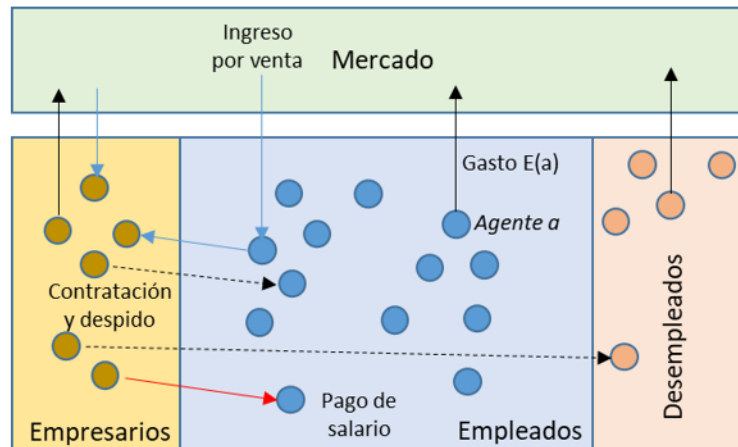 Ingreso
por venta
Mercado
Gasto E(a)
Agente a
Contratación
y despido
Desempleados
Pago de
salario
Empresarios
Empleados